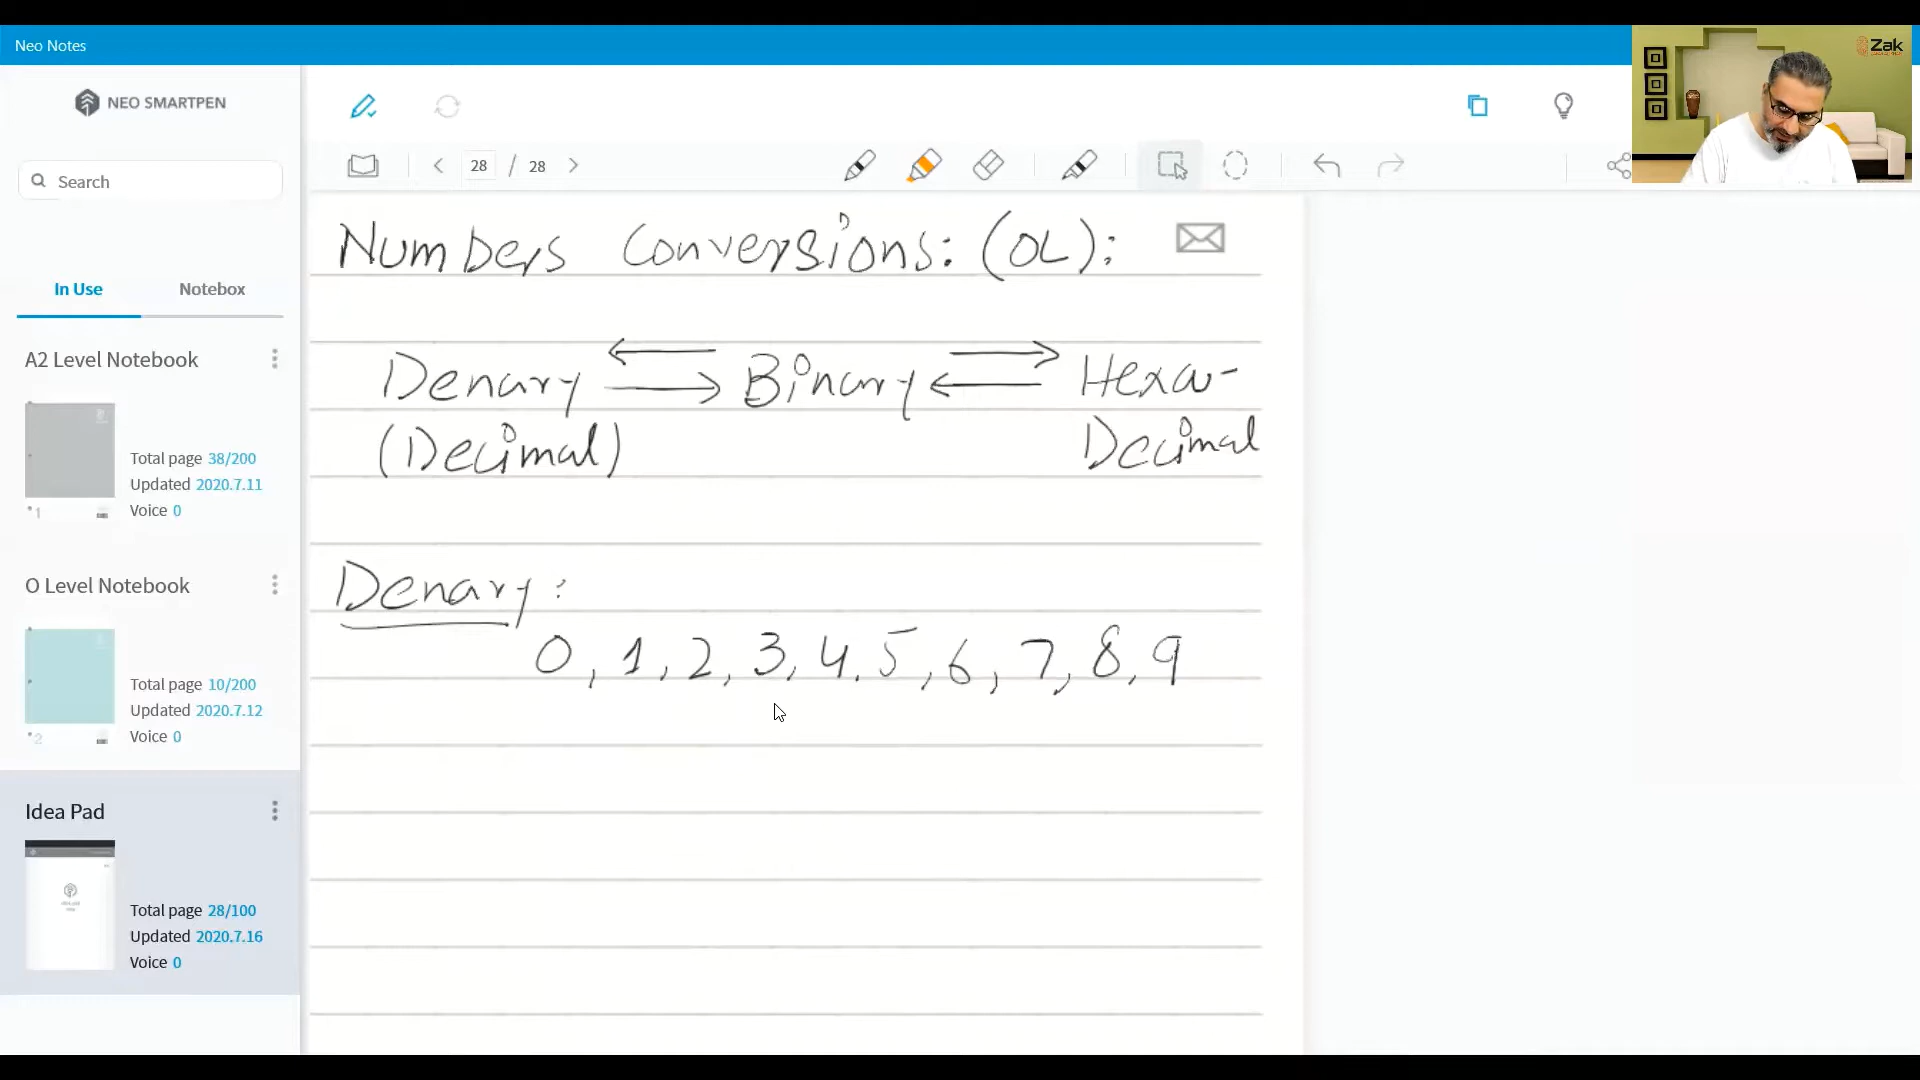 Neo Notes
Zak
NEO SMARTPEN
Search
28 / 28
In Use Notebox
A2 Level Notebook
Total page 38/200
Updated 2020.7.11
Voice 0
1
O Level Notebook
Total page 10/200
Updated 2020.7.12
Voice 0
2
Idea Pad
Total page 28/100
Updated 2020.7.16
Voice 0
Numbers Conversions: (OL):
Denary Binary Hexa-
(Decimal) Decimal
Denary:
0, 1, 2, 3, 4. 5, 6, 7, 8, 9